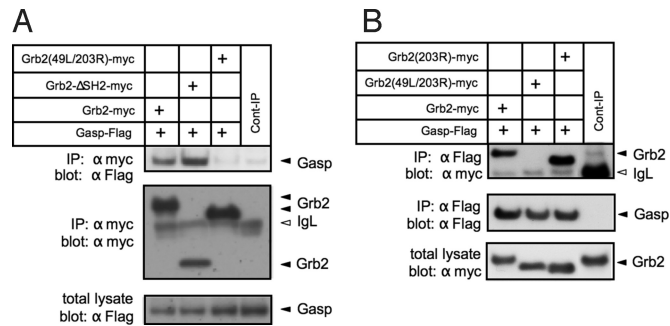 A
Grb2(49L/203R)-myc +
Grb2-ΔSH2-myc +
Grb2-myc +
Gasp-Flag + + +
Cont-IP
IP: α myc
blot: α Flag
Gasp
IP: α myc
blot: α myc
Grb2
IgL
Grb2
total lysate
blot: α Flag
Gasp
B
Grb2(203R)-myc +
Grb2(49L/203R)-myc +
Grb2-myc +
Gasp-Flag + + +
Cont-IP
IP: α Flag
blot: α myc
Grb2
IgL
IP: α Flag
blot: α Flag
Gasp
total lysate
blot: α myc
Grb2